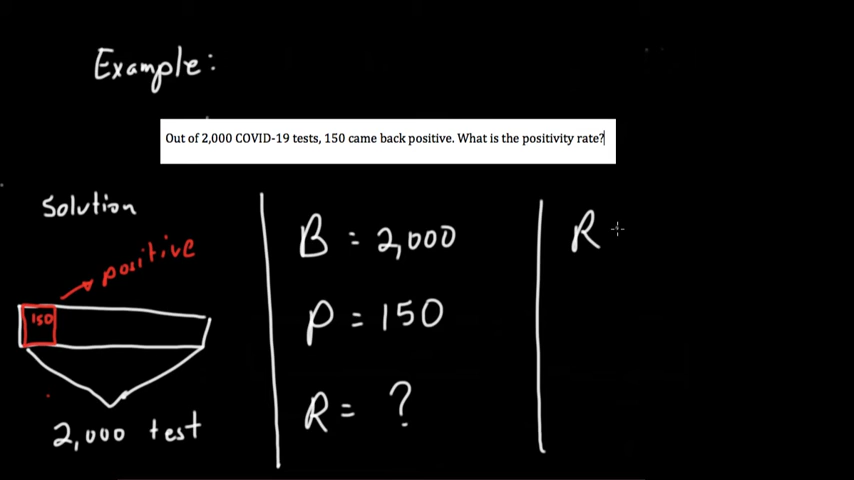 Example:
Out of 2,000 COVID-19 tests, 150 came back positive. What is the positivity rate?
Solution
positive
150
2,000 test
B = 2,000
P = 150
R = ?
R